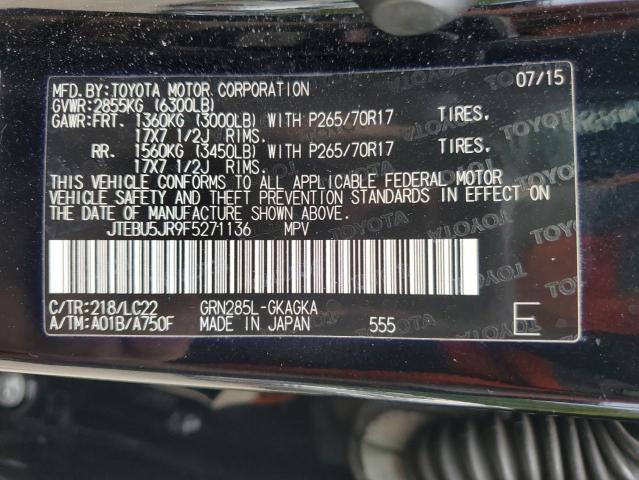 MFD.BY:TOYOTA MOTOR CORPORATION 07/15
GVWR:2855KG (6300LB)
GAWR:FRT. 1360KG (3000LB) WITH P265/70R17 TIRES.
17X7 1/2J RIMS.
RR. 1560KG (3450LB) WITH P265/70R17 TIRES.
17X7 1/2J RIMS.
THIS VEHICLE CONFORMS TO ALL APPLICABLE FEDERAL MOTOR
VEHICLE SAFETY AND THEFT PREVENTION STANDARDS IN EFFECT ON
THE DATE OF MANUFACTURE SHOWN ABOVE.
JTEBU5JR9F5271136 MPV
C/TR:218/LC22 GRN285L-GKAGKA
A/TM:A01B/A750F MADE IN JAPAN 555 E